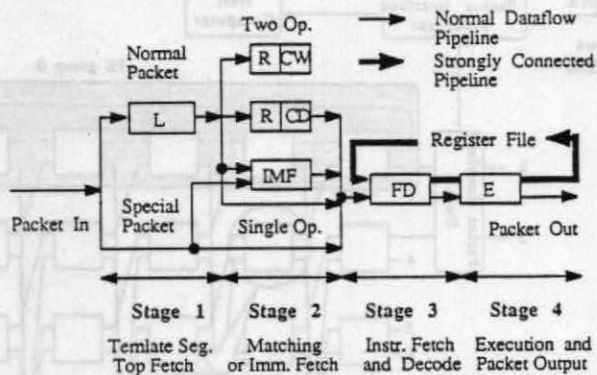 Two Op.
Normal Dataflow
Pipeline
Strongly Connected
Pipeline
Normal
Packet
R CW
L
R CD
IMF
Register File
FD E
Packet In
Special
Packet
Single Op.
Packet Out
Stage 1 Stage 2 Stage 3 Stage 4
Temlate Seg. Matching Instr. Fetch Execution and
Top Fetch or Imm. Fetch and Decode Packet Output